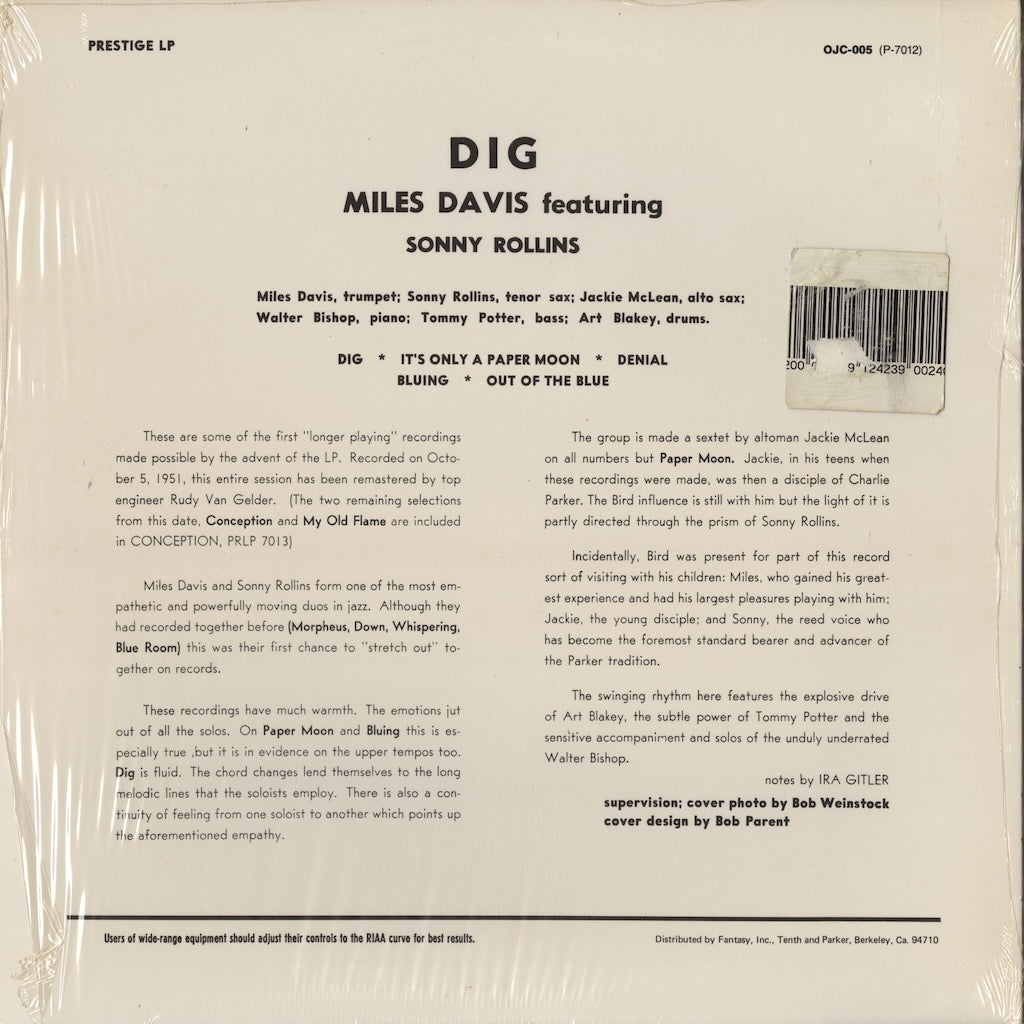 PRESTIGE LP
OJC-005 (P-7012)
DIG
MILES DAVIS featuring
SONNY ROLLINS
Miles Davis, trumpet; Sonny Rollins, tenor sax; Jackie McLean, alto sax;
Walter Bishop, piano; Tommy Potter, bass; Art Blakey, drums.
DIG * IT'S ONLY A PAPER MOON * DENIAL
BLUING * OUT OF THE BLUE
These are some of the first "longer playing" recordings
made possible by the advent of the LP. Recorded on Octo-
ber 5, 1951, this entire session has been remastered by top
engineer Rudy Van Gelder. (The two remaining selections
from this date, Conception and My Old Flame are included
in CONCEPTION, PRLP 7013)
Miles Davis and Sonny Rollins form one of the most em-
pathetic and powerfully moving duos in jazz. Although they
had recorded together before (Morpheus, Down, Whispering,
Blue Room) this was their first chance to "stretch out" to-
gether on records.
These recordings have much warmth. The emotions jut
out of all the solos. On Paper Moon and Bluing this is es-
pecially true ,but it is in evidence on the upper tempos too.
Dig is fluid. The chord changes lend themselves to the long
melodic lines that the soloists employ. There is also a con-
tinuity of feeling from one soloist to another which points up
the aforementioned empathy.
The group is made a sextet by altoman Jackie McLean
on all numbers but Paper Moon. Jackie, in his teens when
these recordings were made, was then a disciple of Charlie
Parker. The Bird influence is still with him but the light of it is
partly directed through the prism of Sonny Rollins.
Incidentally, Bird was present for part of this record
sort of visiting with his children: Miles, who gained his great-
est experience and had his largest pleasures playing with him;
Jackie, the young disciple; and Sonny, the reed voice who
has become the foremost standard bearer and advancer of
the Parker tradition.
The swinging rhythm here features the explosive drive
of Art Blakey, the subtle power of Tommy Potter and the
sensitive accompaniment and solos of the unduly underrated
Walter Bishop.
notes by IRA GITLER
supervision; cover photo by Bob Weinstock
cover design by Bob Parent
Users of wide-range equipment should adjust their controls to the RIAA curve for best results.
Distributed by Fantasy, Inc., Tenth and Parker, Berkeley, Ca. 94710